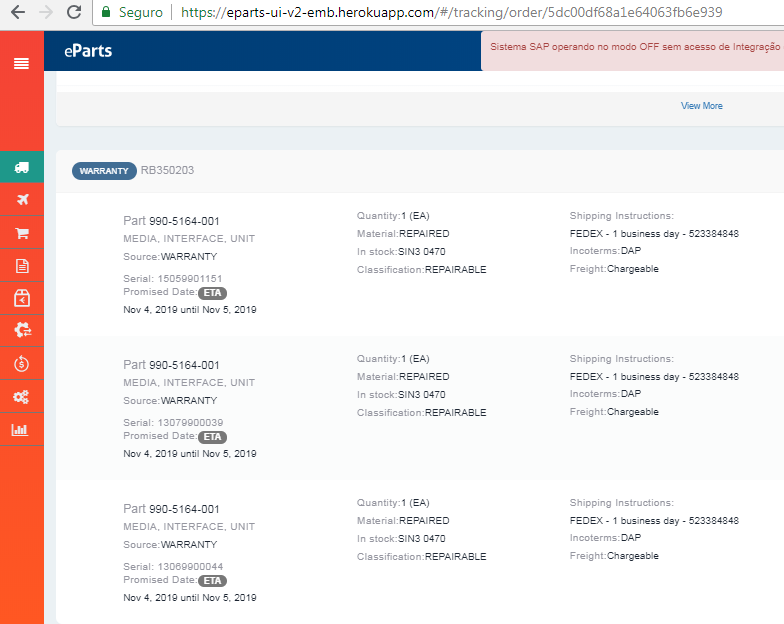 Seguro
https://eparts-ui-v2-emb.herokuapp.com/#/tracking/order/5dc00df68a1e64063fb6e939
eParts
Sistema SAP operando no modo OFF sem acesso de Integração
View More
WARRANTY RB350203
Part 990-5164-001
MEDIA, INTERFACE, UNIT
Source:WARRANTY
Serial: 15059901151
Promised Date:ETA
Nov 4, 2019 until Nov 5, 2019
Quantity:1 (EA)
Material:REPAIRED
In stock:SIN3 0470
Classification:REPAIRABLE
Shipping Instructions:
FEDEX - 1 business day - 523384848
Incoterms:DAP
Freight:Chargeable
Part 990-5164-001
MEDIA, INTERFACE, UNIT
Source:WARRANTY
Serial: 13079900039
Promised Date:ETA
Nov 4, 2019 until Nov 5, 2019
Quantity:1 (EA)
Material:REPAIRED
In stock:SIN3 0470
Classification:REPAIRABLE
Shipping Instructions:
FEDEX - 1 business day - 523384848
Incoterms:DAP
Freight:Chargeable
Part 990-5164-001
MEDIA, INTERFACE, UNIT
Source:WARRANTY
Serial: 13069900044
Promised Date:ETA
Nov 4, 2019 until Nov 5, 2019
Quantity:1 (EA)
Material:REPAIRED
In stock:SIN3 0470
Classification:REPAIRABLE
Shipping Instructions:
FEDEX - 1 business day - 523384848
Incoterms:DAP
Freight:Chargeable